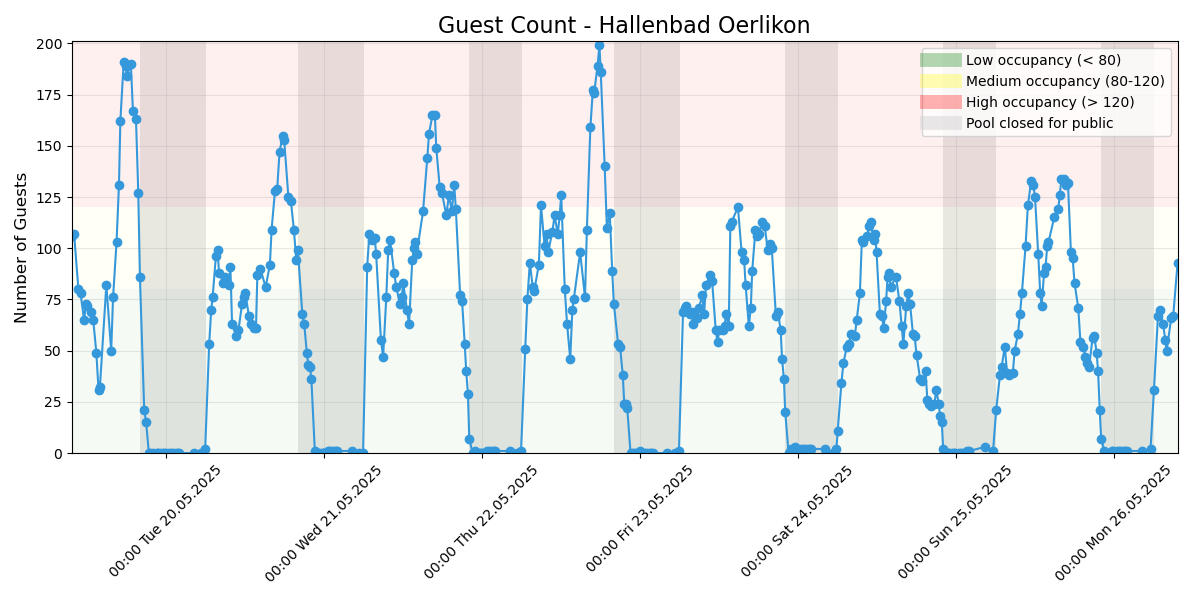 Guest Count - Hallenbad Oerlikon
Number of Guests
200
175
150
125
100
75
50
25
0
Low occupancy (< 80)
Medium occupancy (80-120)
High occupancy (> 120)
Pool closed for public
00:00 Tue 20.05.2025
00:00 Wed 21.05.2025
00:00 Thu 22.05.2025
00:00 Fri 23.05.2025
00:00 Sat 24.05.2025
00:00 Sun 25.05.2025
00:00 Mon 26.05.2025